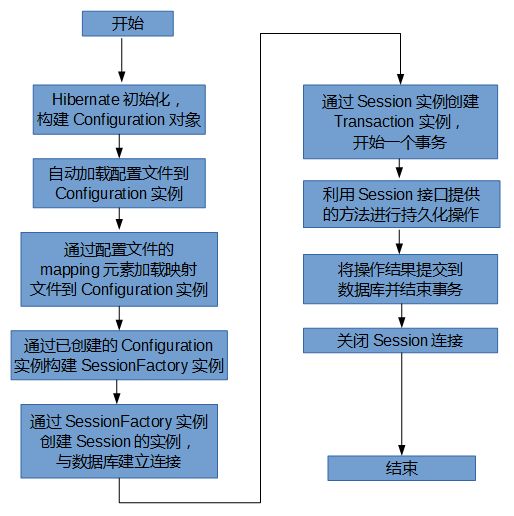 开始
Hibernate 初始化，
构建 Configuration 对象
自动加载配置文件到
Configuration 实例
通过配置文件的
mapping 元素加载映射
文件到 Configuration 实例
通过已创建的 Configuration
实例构建 SessionFactory 实例
通过 SessionFactory 实例
创建 Session 的实例，
与数据库建立连接
通过 Session 实例创建
Transaction 实例，
开始一个事务
利用 Session 接口提供
的方法进行持久化操作
将操作结果提交到
数据库并结束事务
关闭 Session 连接
结束